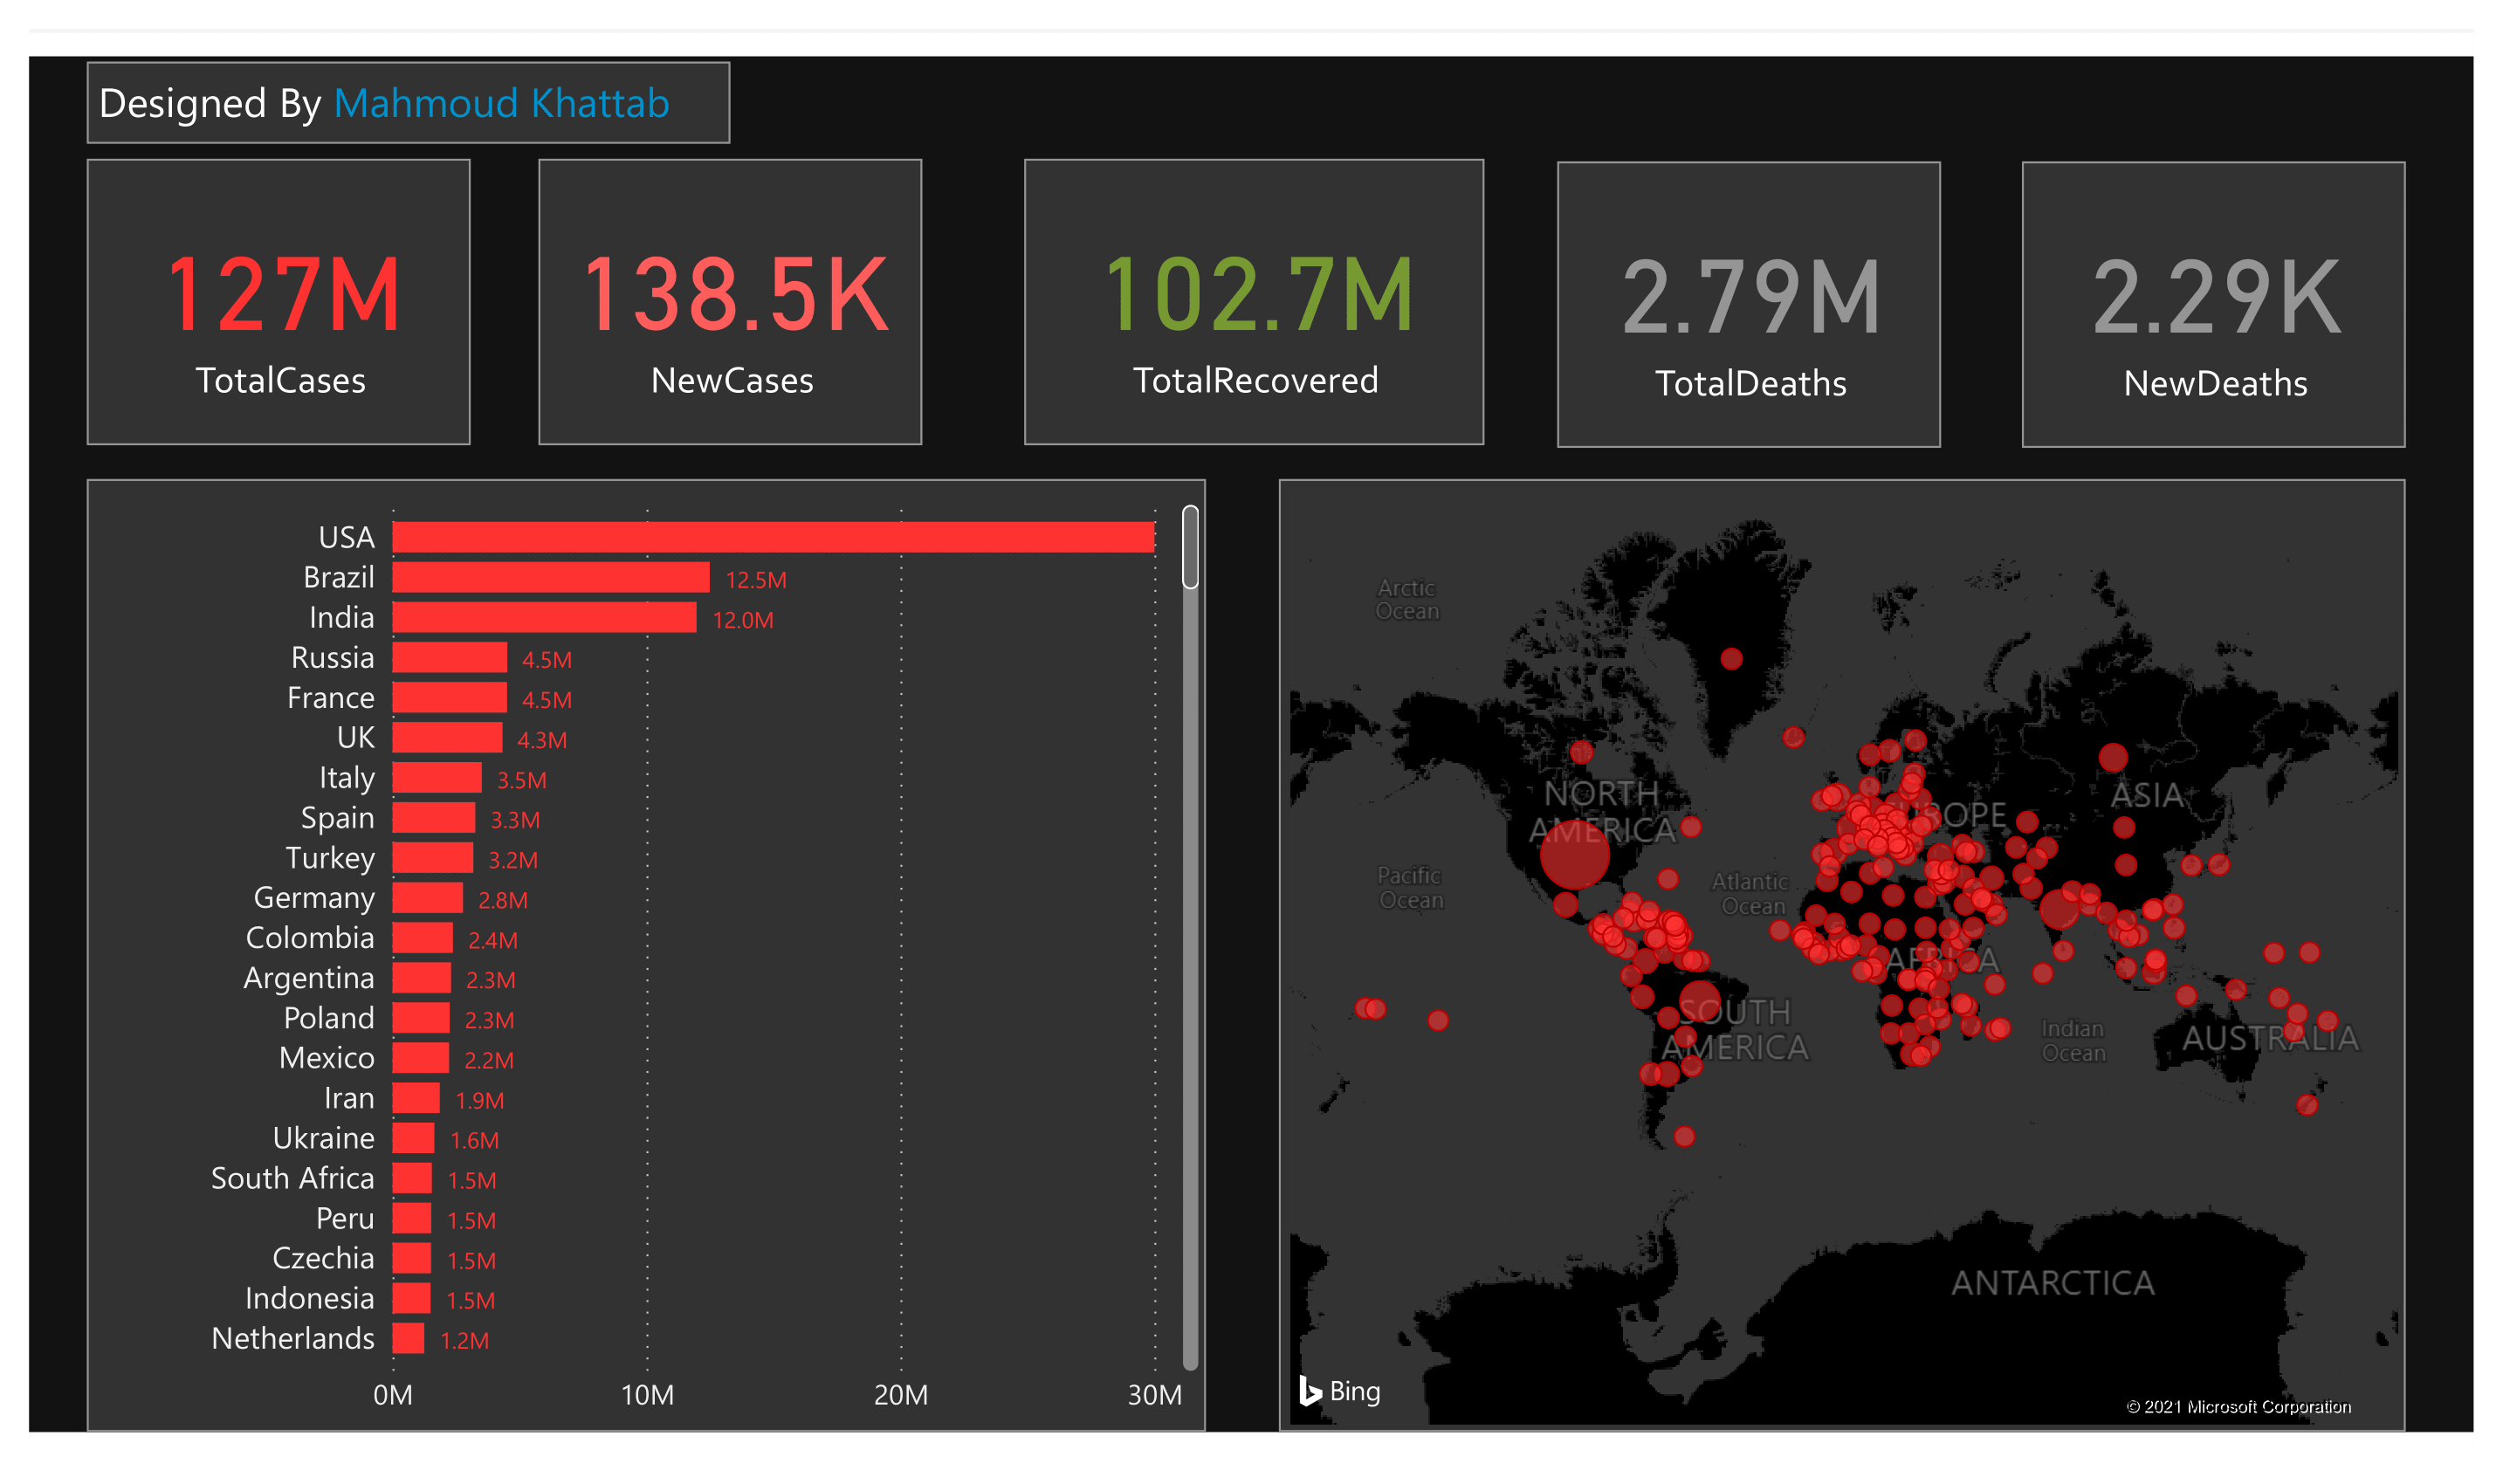 Designed By Mahmoud Khattab
127M
TotalCases
138.5K
NewCases
102.7M
TotalRecovered
2.79M
TotalDeaths
2.29K
NewDeaths
USA
Brazil 12.5M
India 12.0M
Russia 4.5M
France 4.5M
UK 4.3M
Italy 3.5M
Spain 3.3M
Turkey 3.2M
Germany 2.8M
Colombia 2.4M
Argentina 2.3M
Poland 2.3M
Mexico 2.2M
Iran 1.9M
Ukraine 1.6M
South Africa 1.5M
Peru 1.5M
Czechia 1.5M
Indonesia 1.5M
Netherlands 1.2M
0M 10M 20M 30M
Arctic
Ocean
NORTH
AMERICA
EUROPE
ASIA
Pacific
Ocean
Atlantic
Ocean
AFRICA
SOUTH
AMERICA
Indian
Ocean
AUSTRALIA
ANTARCTICA
Bing
© 2021 Microsoft Corporation